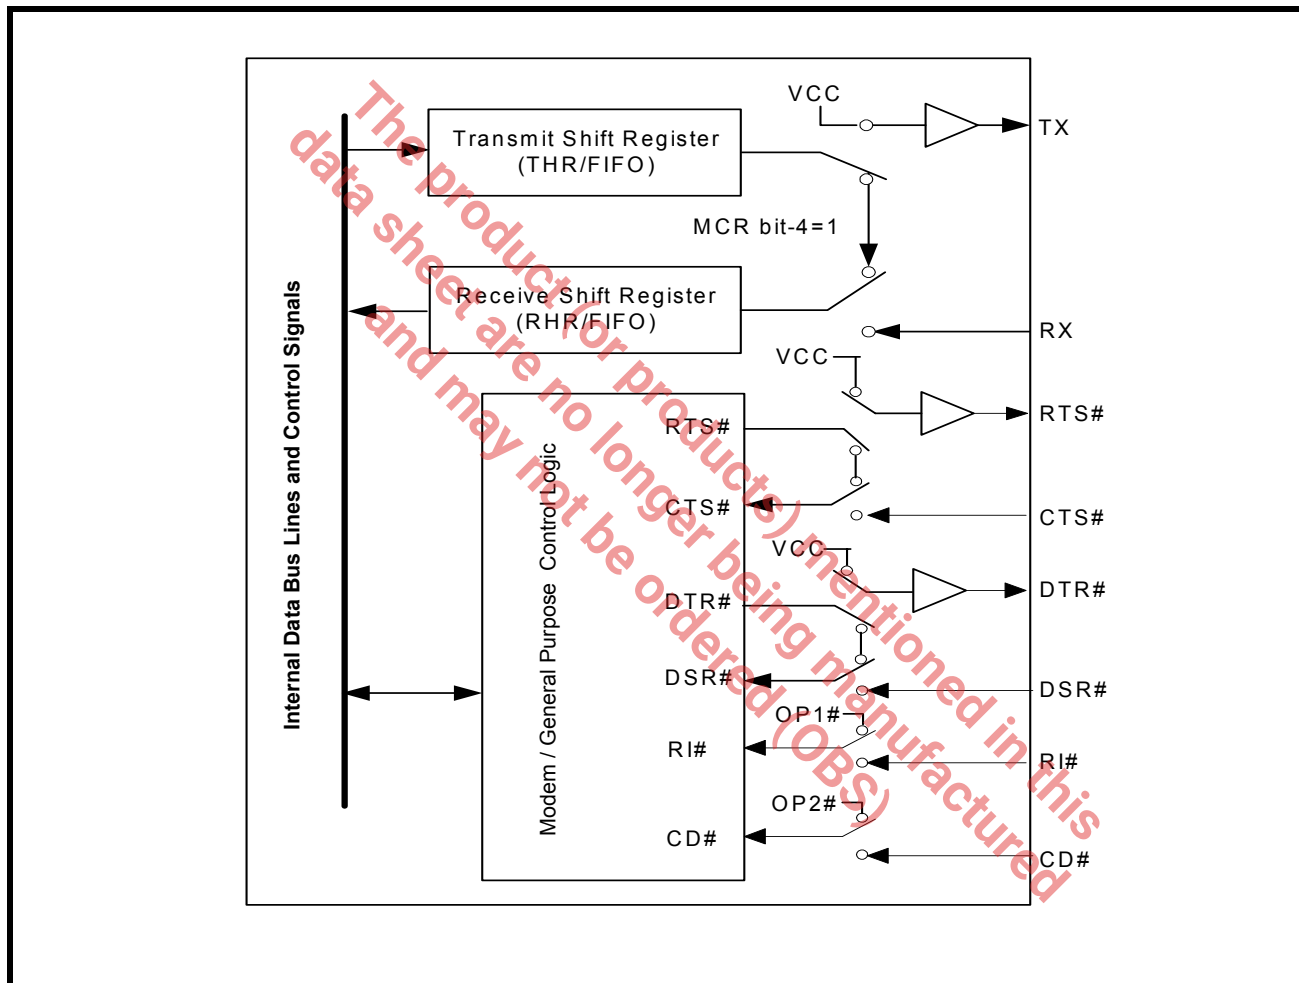 VCC
TX
Transmit Shift Register
(THR/FIFO)
MCR bit-4=1
Receive Shift Register
(RHR/FIFO)
RX
VCC
RTS#
RTS#
CTS#
CTS#
VCC
DTR#
DTR#
DSR#
DSR#
OP1#
RI#
RI#
OP2#
CD#
CD#
Internal Data Bus Lines and Control Signals
Modem / General Purpose Control Logic
The product (or products) mentioned in this
data sheet are no longer being manufactured
and may not be ordered (OBS)